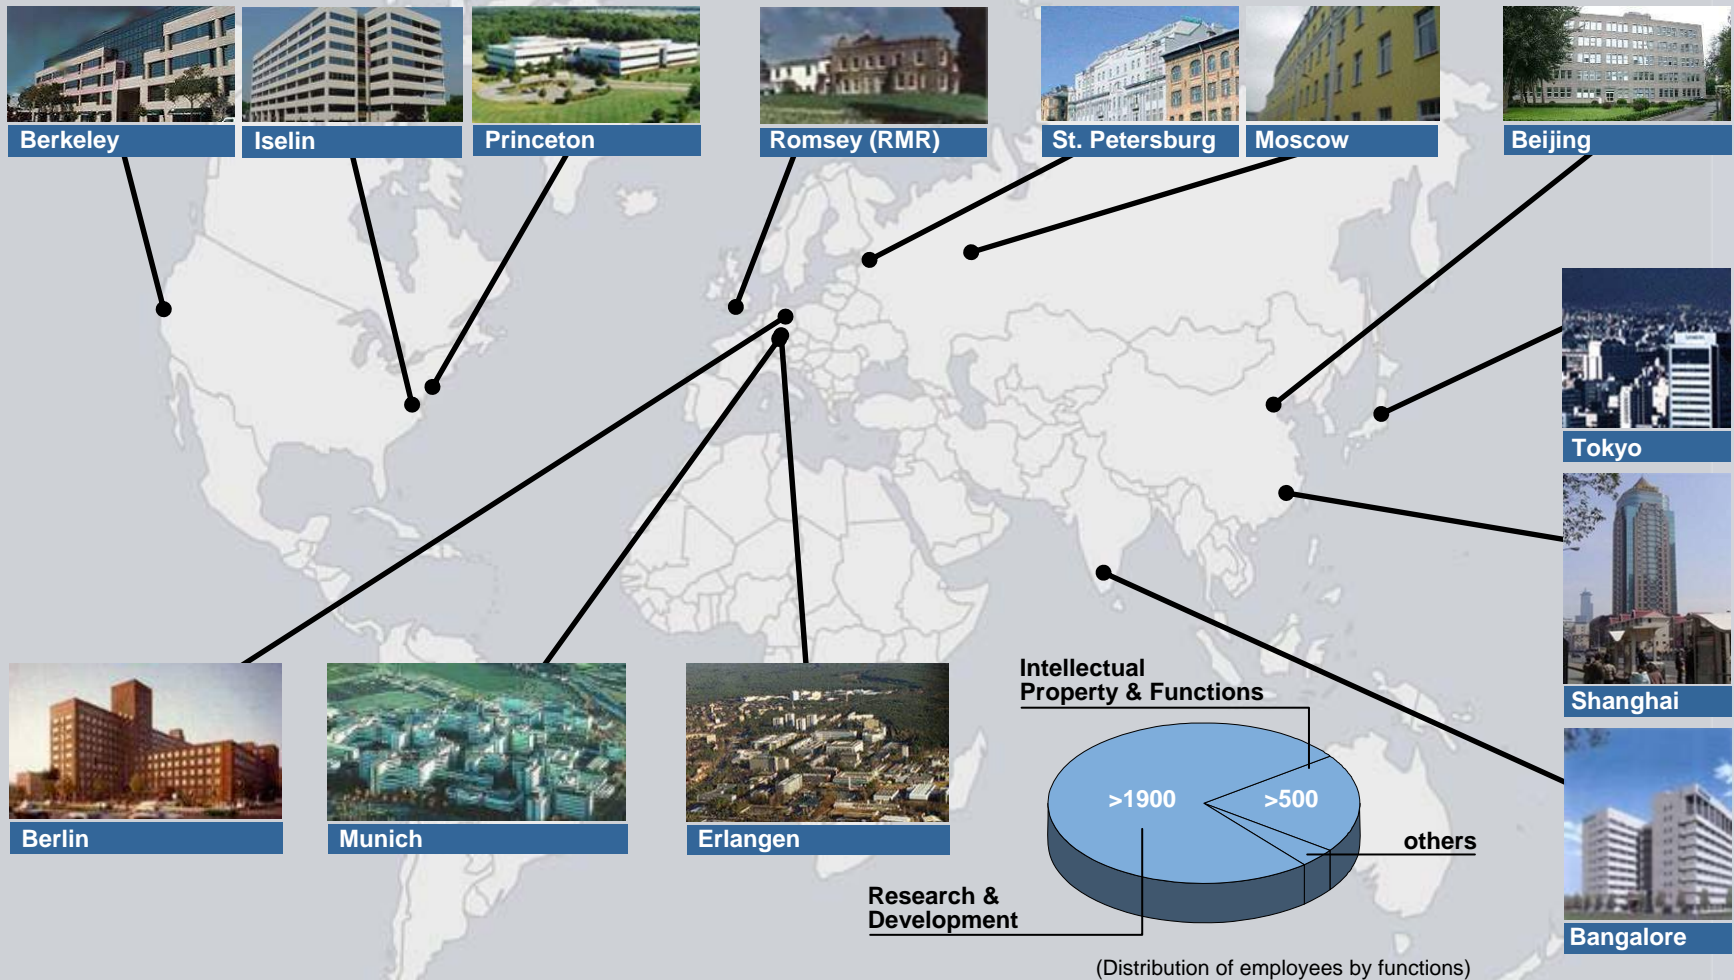 Berkeley
Iselin
Princeton
Romsey (RMR)
St. Petersburg
Moscow
Beijing
Tokyo
Shanghai
Bangalore
Berlin
Munich
Erlangen
Intellectual
Property & Functions
>1900
>500
others
Research &
Development
(Distribution of employees by functions)